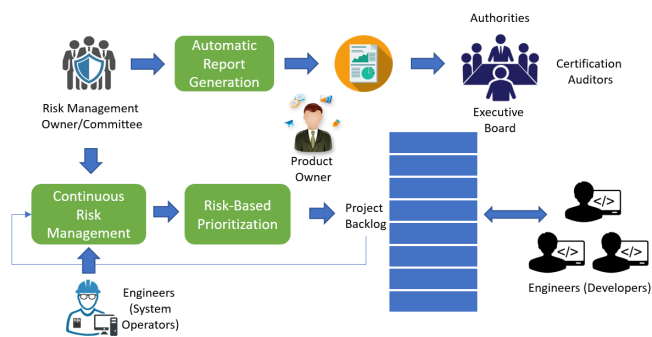 Authorities
Automatic
Report
Generation
Certification
Auditors
Risk Management
Owner/Committee
Executive
Board
Product
Owner
Continuous
Risk
Management
Risk-Based
Prioritization
Project
Backlog
</>
</>
</>
Engineers
(System
Operators)
Engineers (Developers)